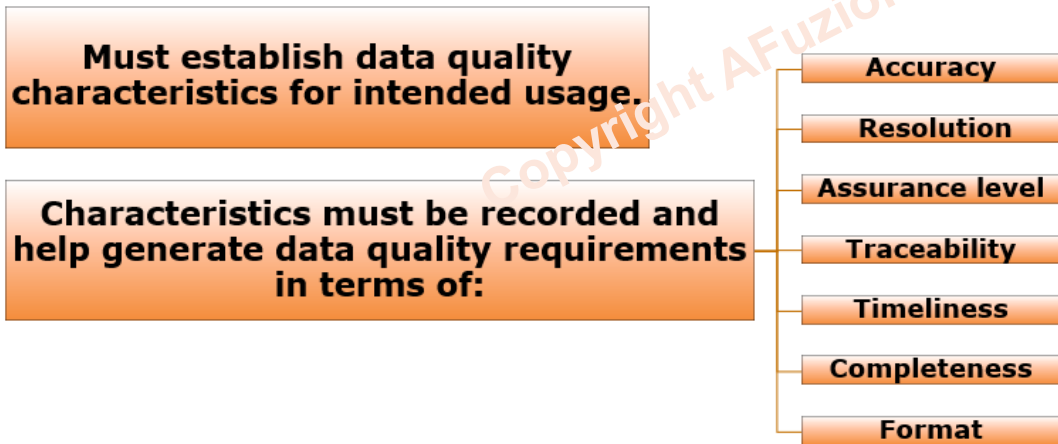 Must establish data quality
characteristics for intended usage.
Characteristics must be recorded and
help generate data quality requirements
in terms of:
Accuracy
Resolution
Assurance level
Traceability
Timeliness
Completeness
Format
Copyright AFuzion